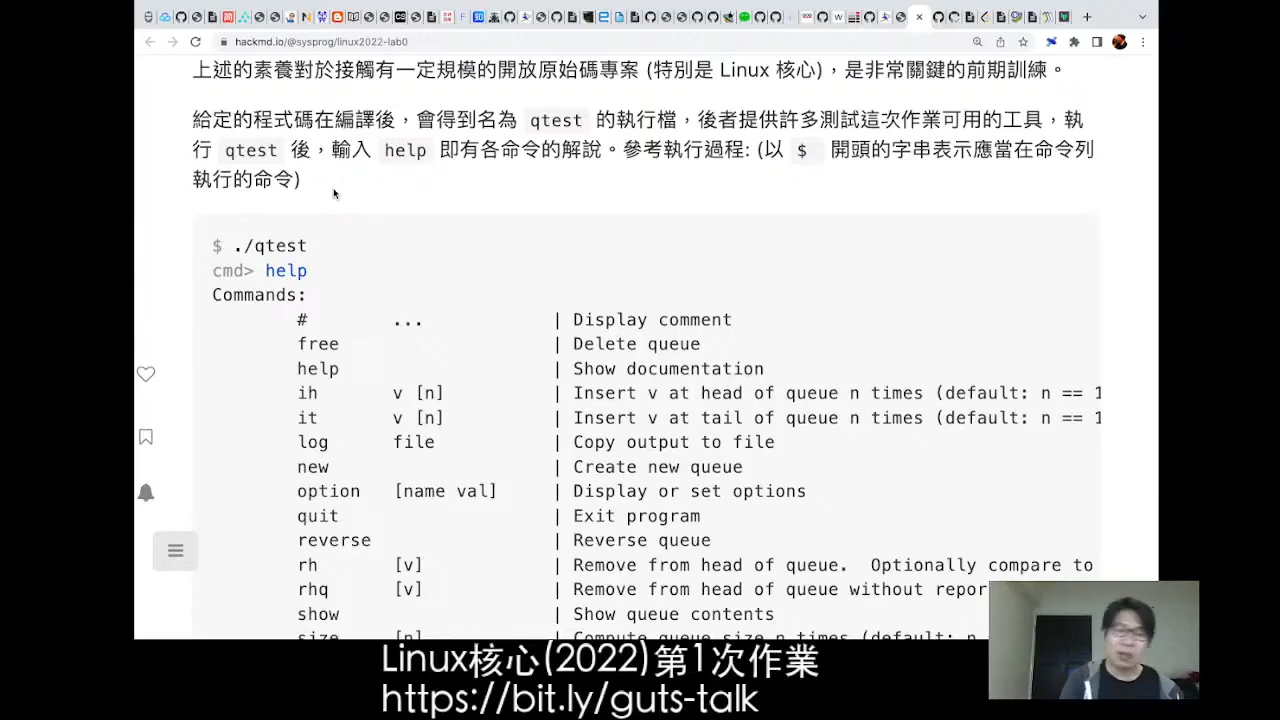 hackmd.io/@sysprog/linux2022-lab0
上述的素養對於接觸有一定規模的開放原始碼專案 (特別是 Linux 核心)，是非常關鍵的前期訓練。
給定的程式碼在編譯後，會得到名為 qtest 的執行檔，後者提供許多測試這次作業可用的工具，執
行 qtest 後，輸入 help 即有各命令的解說。參考執行過程: (以 $ 開頭的字串表示應當在命令列
執行的命令)
$ ./qtest
cmd> help
Commands:
# ... | Display comment
free | Delete queue
help | Show documentation
ih v [n] | Insert v at head of queue n times (default: n == 1
it v [n] | Insert v at tail of queue n times (default: n == 1
log file | Copy output to file
new | Create new queue
option [name val] | Display or set options
quit | Exit program
reverse | Reverse queue
rh [v] | Remove from head of queue. Optionally compare to
rhq [v] | Remove from head of queue without repor
show | Show queue contents
size [n] | Compute queue size n times (default: n
Linux核心(2022)第1次作業
https://bit.ly/guts-talk